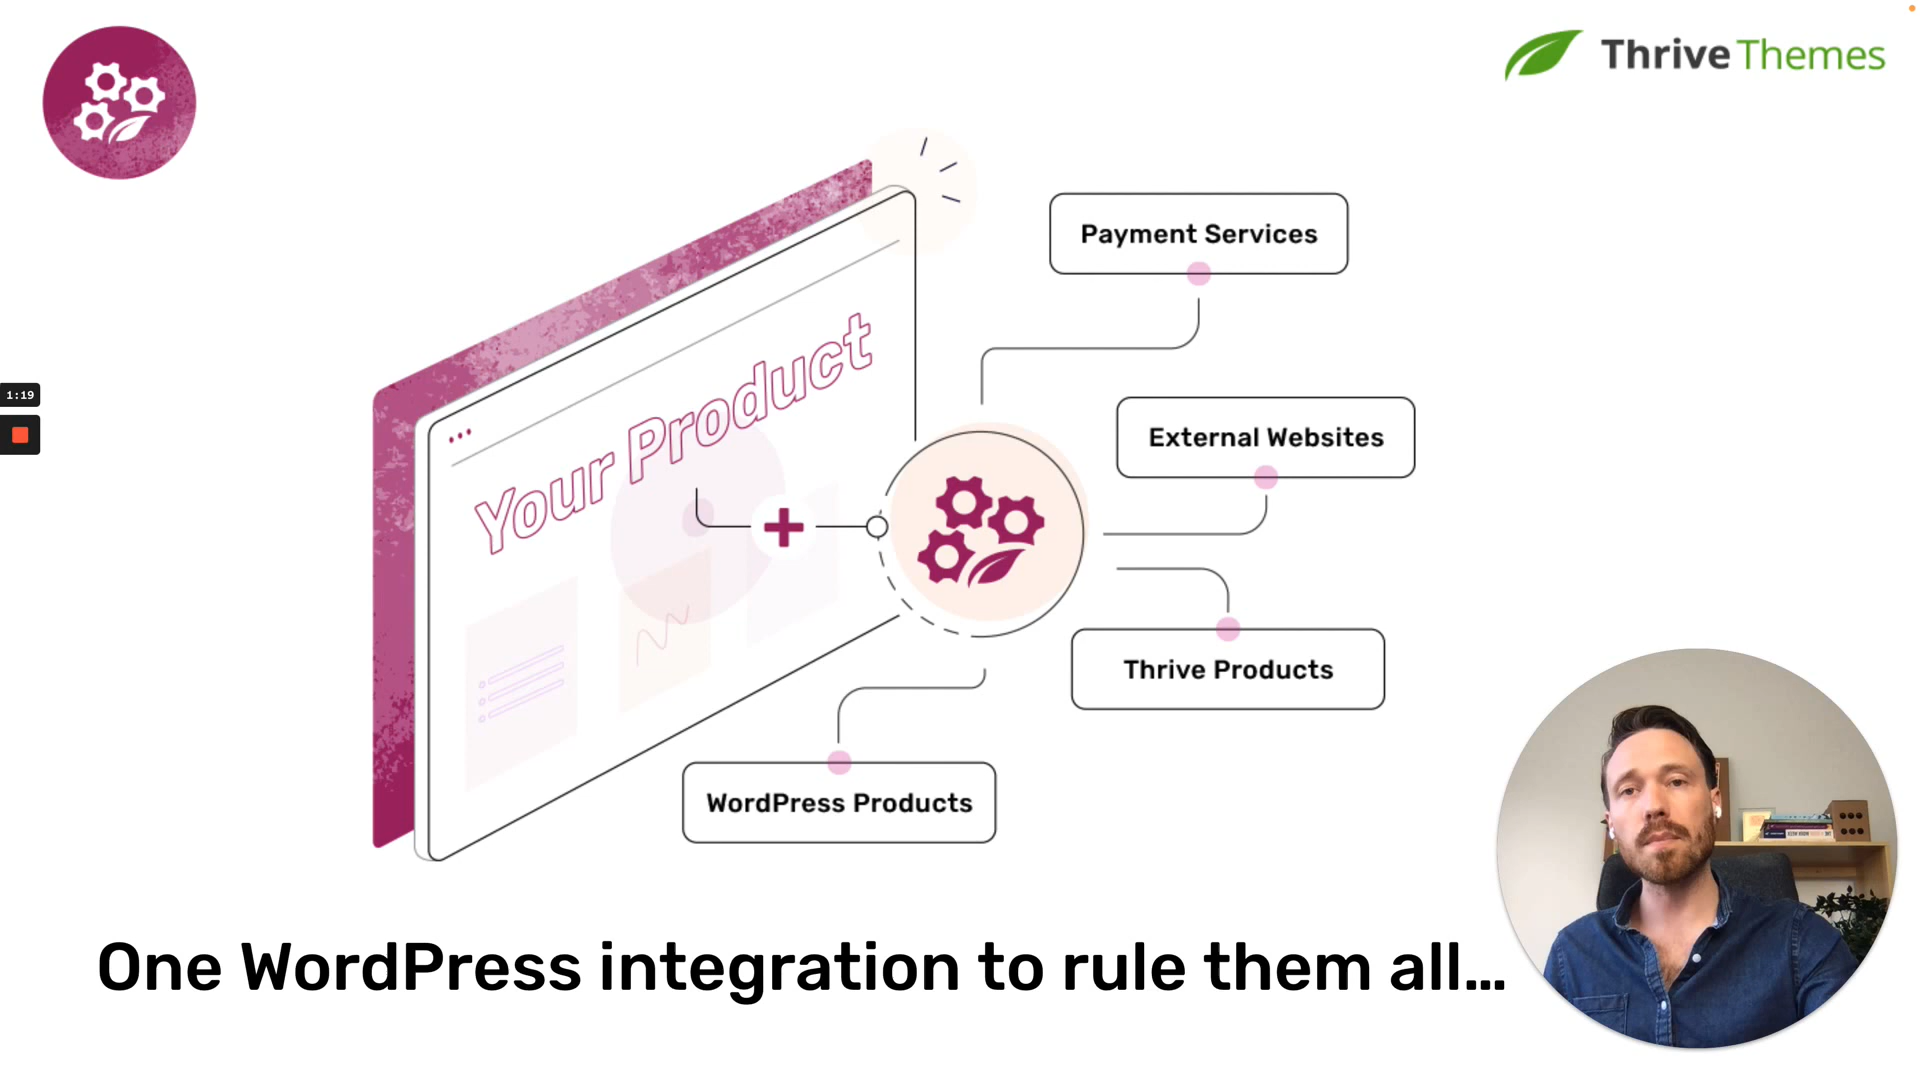 Thrive Themes
Payment Services
1:19
Your Product
External Websites
Thrive Products
WordPress Products
One WordPress integration to rule them all...